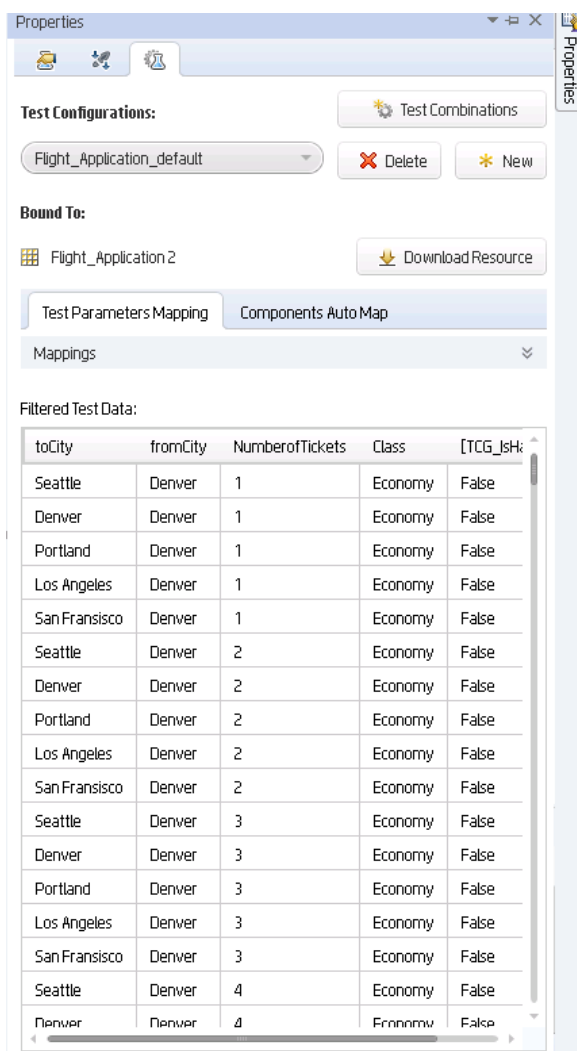 Properties
Properties
Test Configurations:
Test Combinations
Flight_Application_default
Delete
New
Bound To:
Flight_Application 2
Download Resource
Test Parameters Mapping Components Auto Map
Mappings
Filtered Test Data:
toCity fromCity NumberofTickets Class [TCG_IsHa
Seattle Denver 1 Economy False
Denver Denver 1 Economy False
Portland Denver 1 Economy False
Los Angeles Denver 1 Economy False
San Fransisco Denver 1 Economy False
Seattle Denver 2 Economy False
Denver Denver 2 Economy False
Portland Denver 2 Economy False
Los Angeles Denver 2 Economy False
San Fransisco Denver 2 Economy False
Seattle Denver 3 Economy False
Denver Denver 3 Economy False
Portland Denver 3 Economy False
Los Angeles Denver 3 Economy False
San Fransisco Denver 3 Economy False
Seattle Denver 4 Economy False
Denver Denver 4 Economy False